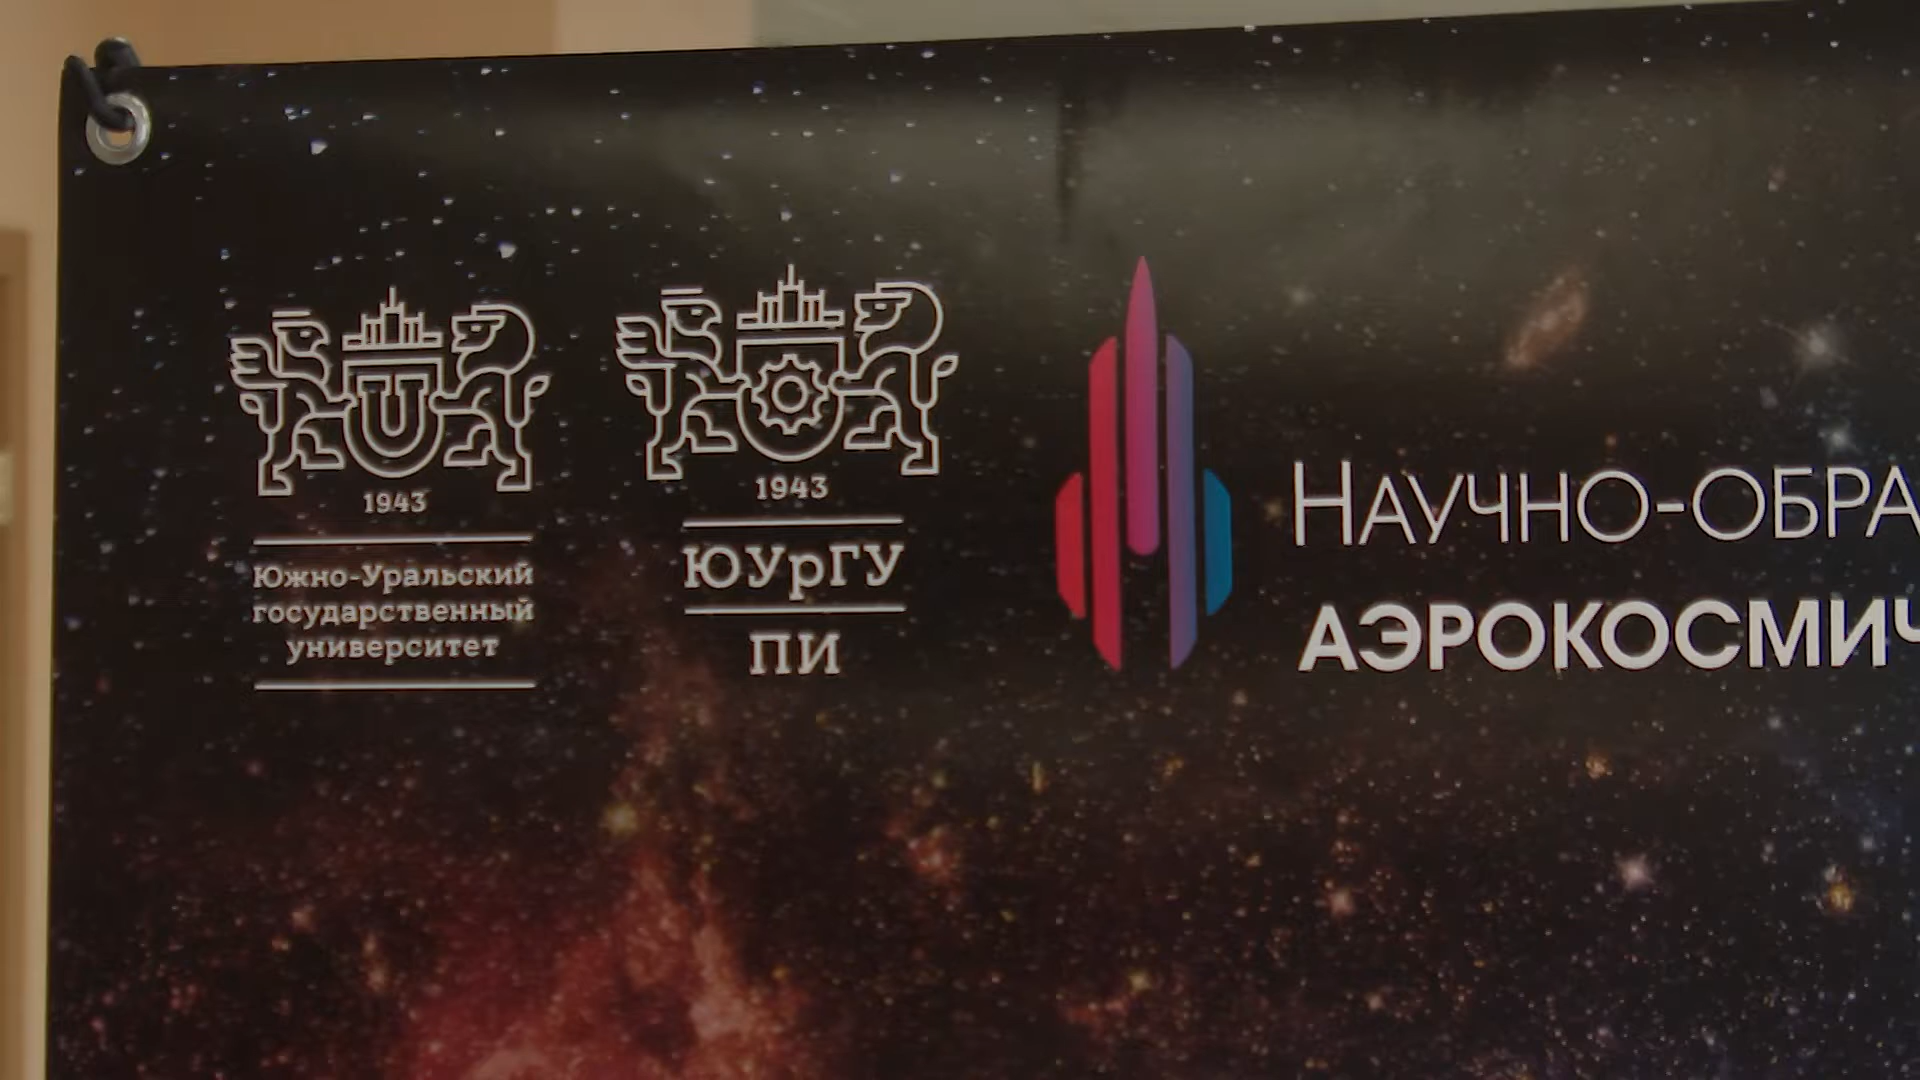 1943
Южно-Уральский
государственный
университет
1943
ЮУрГУ
ПИ
НАУЧНО-ОБРА
АЭРОКОСМИЧ